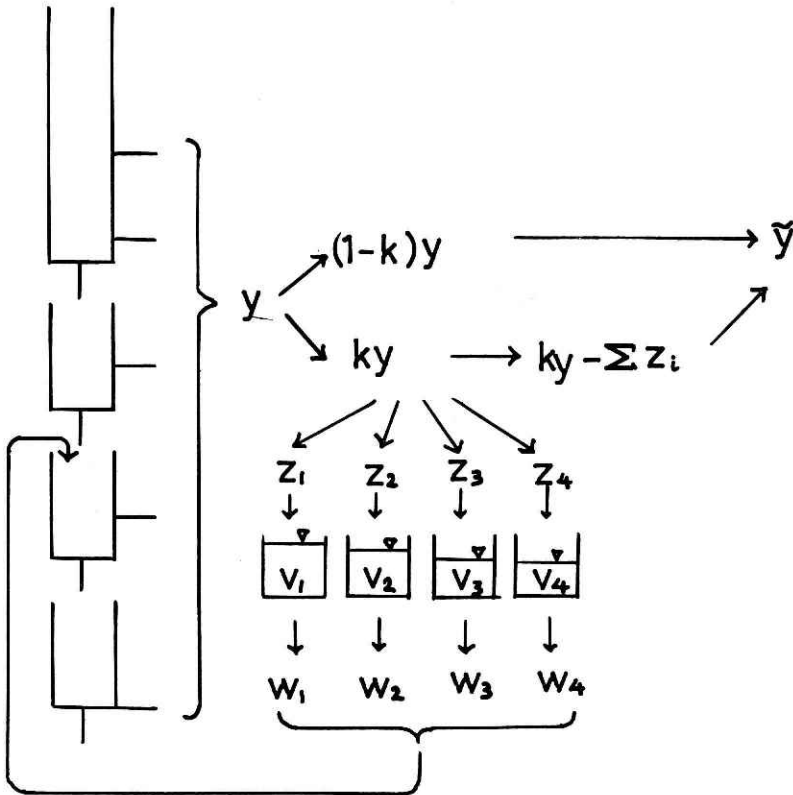 (1-k)y
ỹ
y
ky
ky - Σ zᵢ
z₁ z₂ z₃ z₄
v₁ v₂ v₃ v₄
w₁ w₂ w₃ w₄